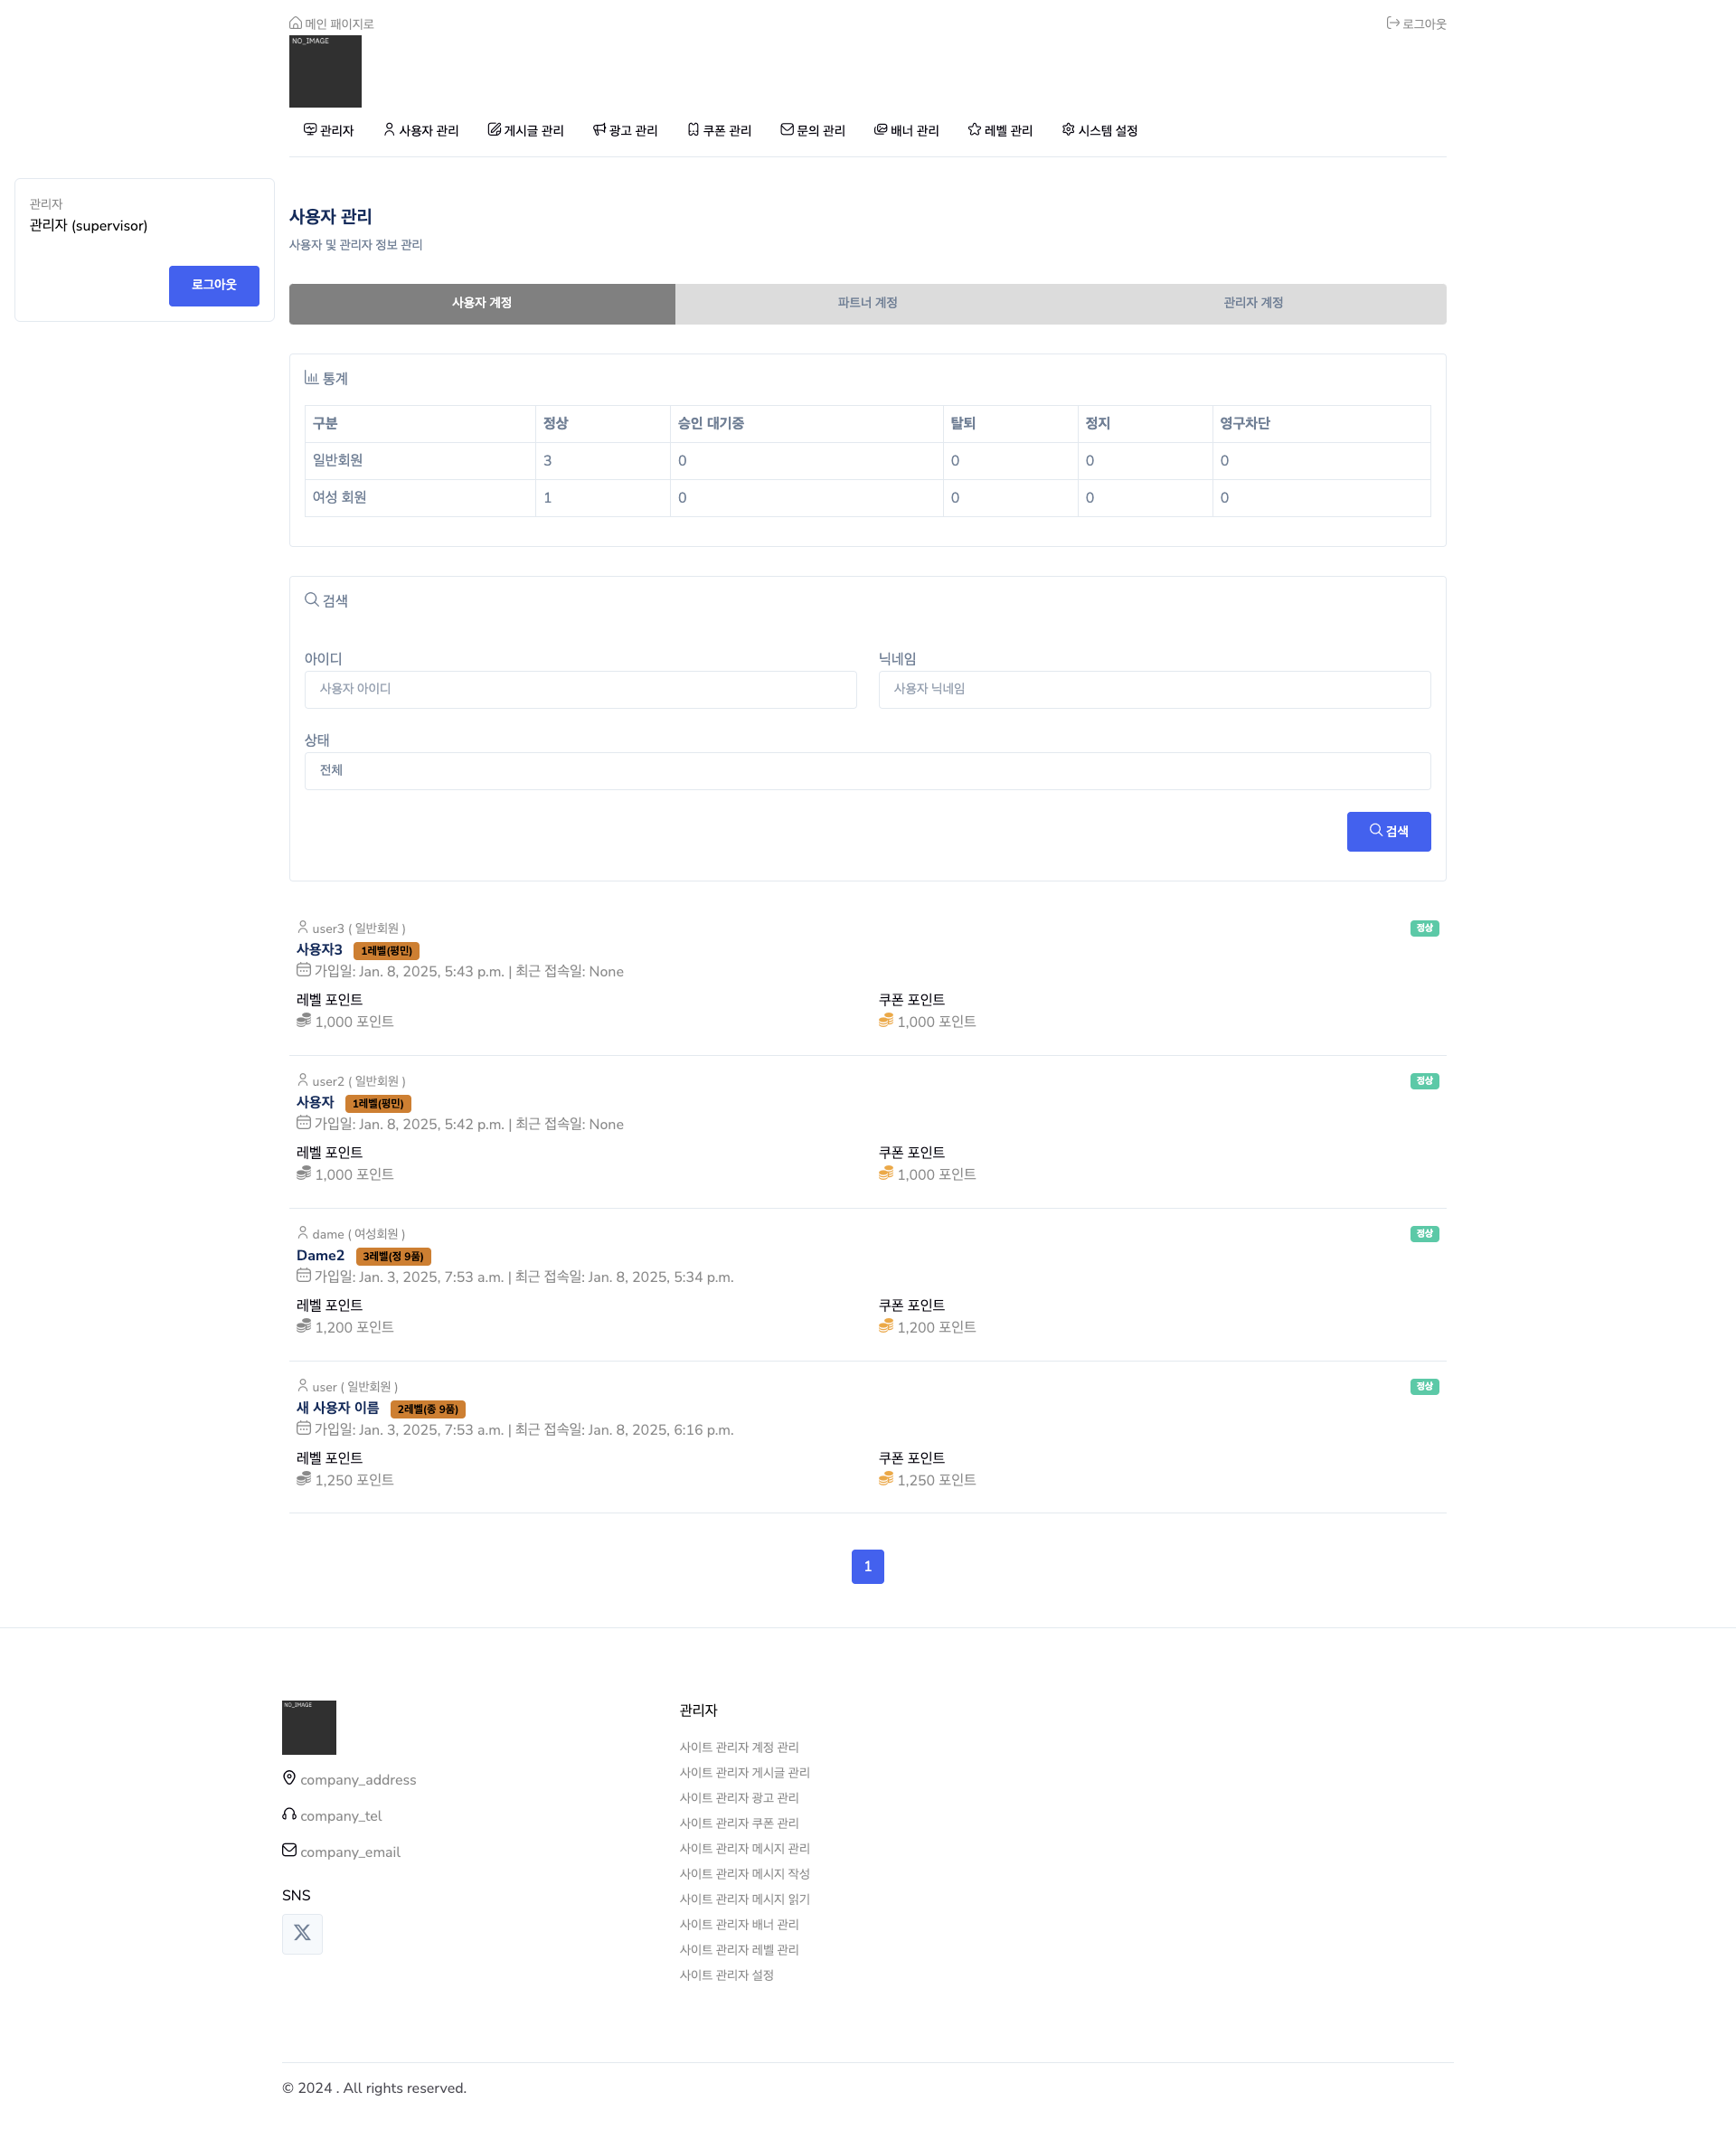 메인 페이지로 로그아웃
NO_IMAGE
관리자 사용자 관리 게시글 관리 광고 관리 쿠폰 관리 문의 관리 배너 관리 레벨 관리 시스템 설정
관리자
관리자 (supervisor)
로그아웃
사용자 관리
사용자 및 관리자 정보 관리
사용자 계정 파트너 계정 관리자 계정
통계
구분 정상 승인 대기중 탈퇴 정지 영구차단
일반회원 3 0 0 0 0
여성 회원 1 0 0 0 0
검색
아이디 닉네임
사용자 아이디 사용자 닉네임
상태
전체
검색
user3 ( 일반회원 ) 정상
사용자3 1레벨(평민)
가입일: Jan. 8, 2025, 5:43 p.m. | 최근 접속일: None
레벨 포인트 쿠폰 포인트
1,000 포인트 1,000 포인트
user2 ( 일반회원 ) 정상
사용자 1레벨(평민)
가입일: Jan. 8, 2025, 5:42 p.m. | 최근 접속일: None
레벨 포인트 쿠폰 포인트
1,000 포인트 1,000 포인트
dame ( 여성회원 ) 정상
Dame2 3레벨(정 9품)
가입일: Jan. 3, 2025, 7:53 a.m. | 최근 접속일: Jan. 8, 2025, 5:34 p.m.
레벨 포인트 쿠폰 포인트
1,200 포인트 1,200 포인트
user ( 일반회원 ) 정상
새 사용자 이름 2레벨(종 9품)
가입일: Jan. 3, 2025, 7:53 a.m. | 최근 접속일: Jan. 8, 2025, 6:16 p.m.
레벨 포인트 쿠폰 포인트
1,250 포인트 1,250 포인트
1
NO_IMAGE
company_address
company_tel
company_email
SNS
관리자
사이트 관리자 계정 관리
사이트 관리자 게시글 관리
사이트 관리자 광고 관리
사이트 관리자 쿠폰 관리
사이트 관리자 메시지 관리
사이트 관리자 메시지 작성
사이트 관리자 메시지 읽기
사이트 관리자 배너 관리
사이트 관리자 레벨 관리
사이트 관리자 설정
© 2024 . All rights reserved.